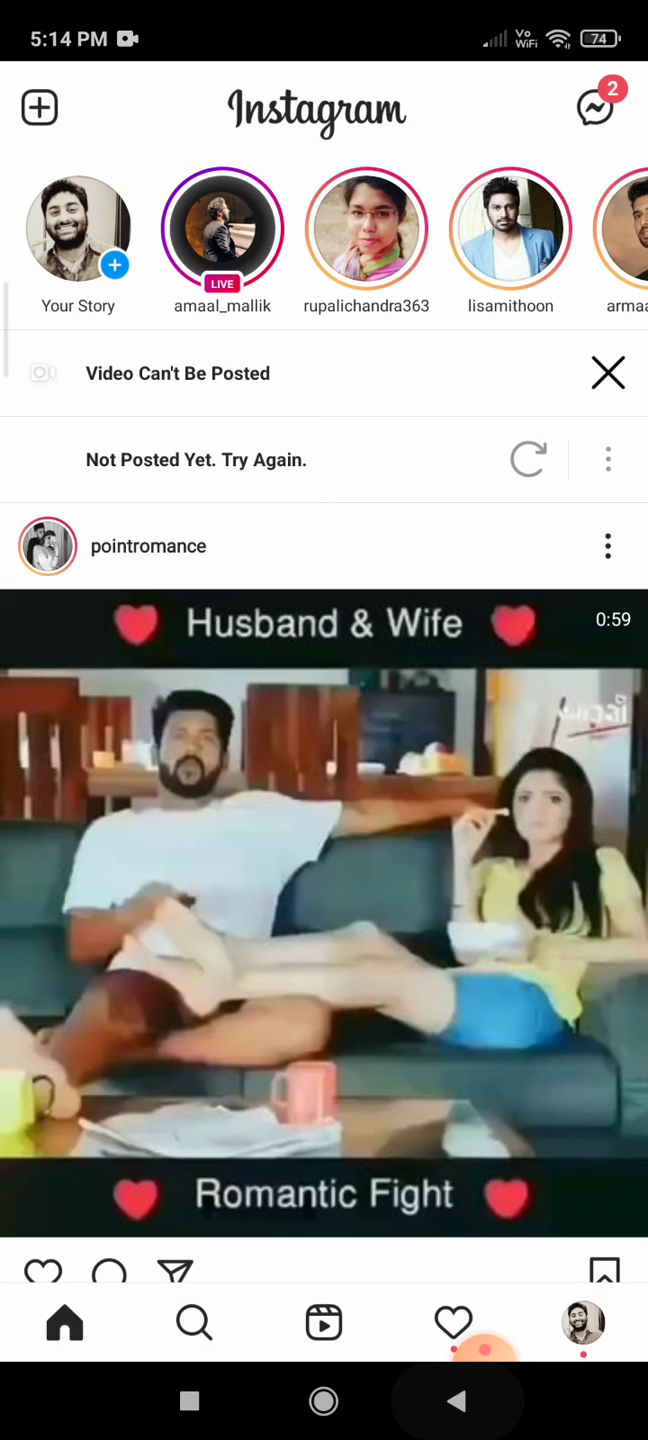 5:14 PM
Vo
WiFi
74
Instagram
2
LIVE
Your Story
amaal_mallik
rupalichandra363
lisamithoon
armaa
Video Can't Be Posted
Not Posted Yet. Try Again.
pointromance
Husband & Wife
0:59
Romantic Fight